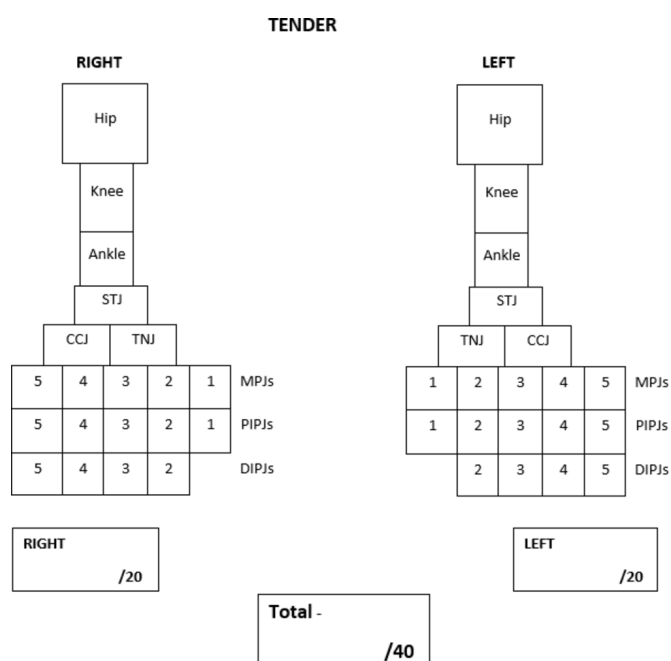 TENDER
RIGHT LEFT
Hip Hip
Knee Knee
Ankle Ankle
STJ STJ
CCJ TNJ TNJ CCJ
5 4 3 2 1 MPJs 1 2 3 4 5 MPJs
5 4 3 2 1 PIPJs 1 2 3 4 5 PIPJs
5 4 3 2 DIPJs 2 3 4 5 DIPJs
RIGHT LEFT
/20 /20
Total -
/40